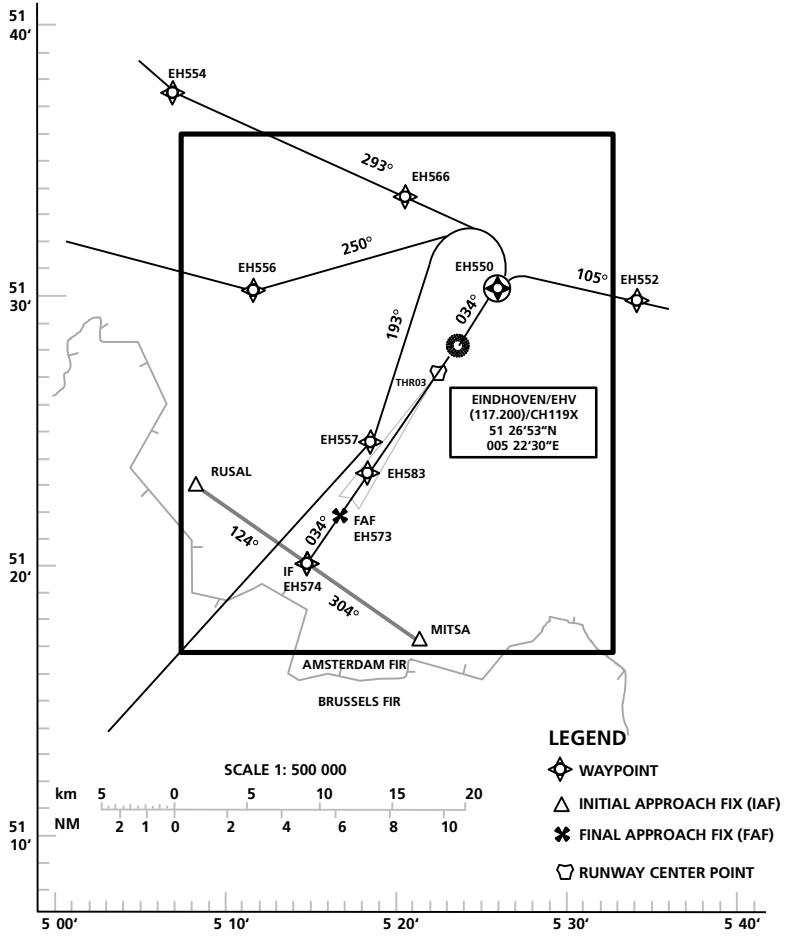 51
40‘
EH554
293°
EH566
250°
EH556
EH550
105°
EH552
51
30‘
034°
193°
THR03
EINDHOVEN/EHV
(117.200)/CH119X
51 26‘53“N
005 22‘30“E
EH557
EH583
RUSAL
FAF
EH573
034°
124°
51
20‘
IF
EH574
304°
MITSA
AMSTERDAM FIR
BRUSSELS FIR
LEGEND
WAYPOINT
INITIAL APPROACH FIX (IAF)
FINAL APPROACH FIX (FAF)
RUNWAY CENTER POINT
SCALE 1: 500 000
km 5 0 5 10 15 20
NM 2 1 0 2 4 6 8 10
51
10‘
5 00‘ 5 10‘ 5 20‘ 5 30‘ 5 40‘